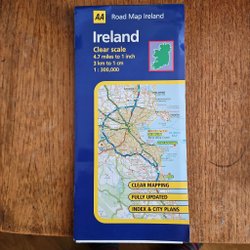 AA Road Map Ireland
Ireland
Clear scale
4.7 miles to 1 inch
3 km to 1 cm
1 : 300,000
CLEAR MAPPING
FULLY UPDATED
INDEX & CITY PLANS